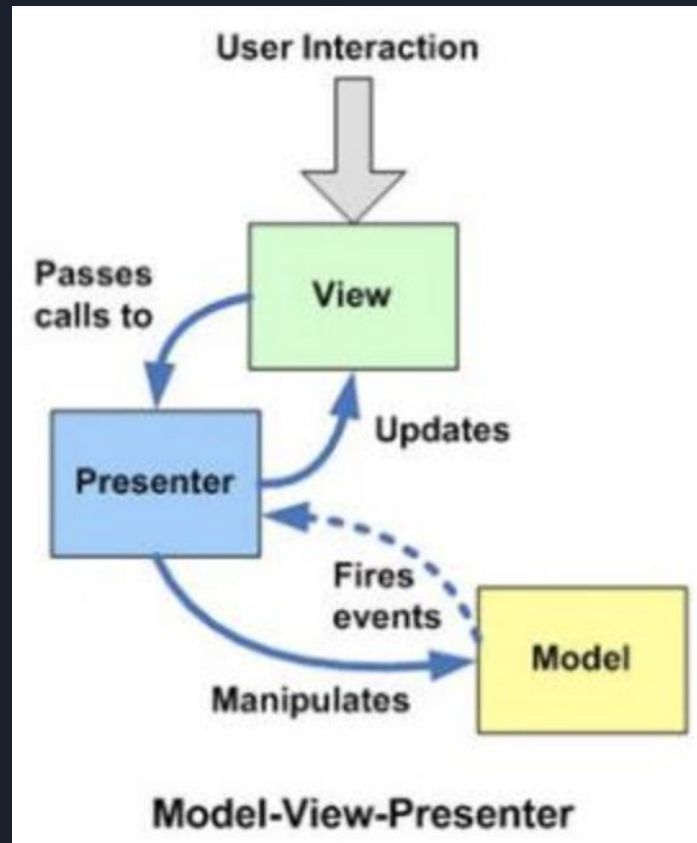 User Interaction
View
Passes
calls to
Updates
Presenter
Fires
events
Model
Manipulates
Model-View-Presenter